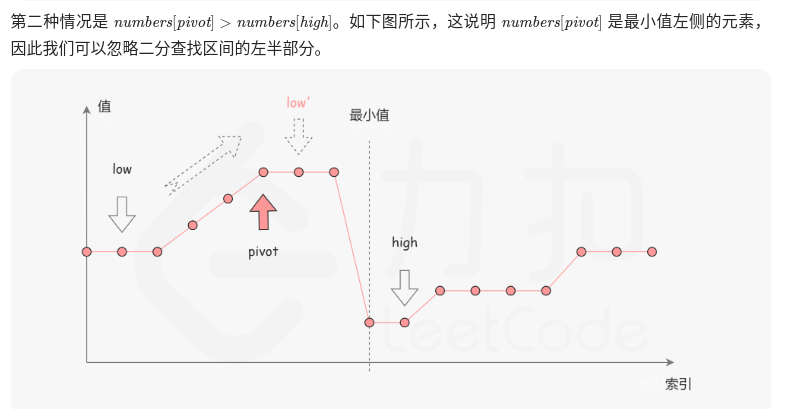 第二种情况是 numbers[pivot] > numbers[high]。如下图所示，这说明 numbers[pivot] 是最小值左侧的元素，
因此我们可以忽略二分查找区间的左半部分。
值
low'
最小值
low
pivot
high
力扣
LeetCode
索引